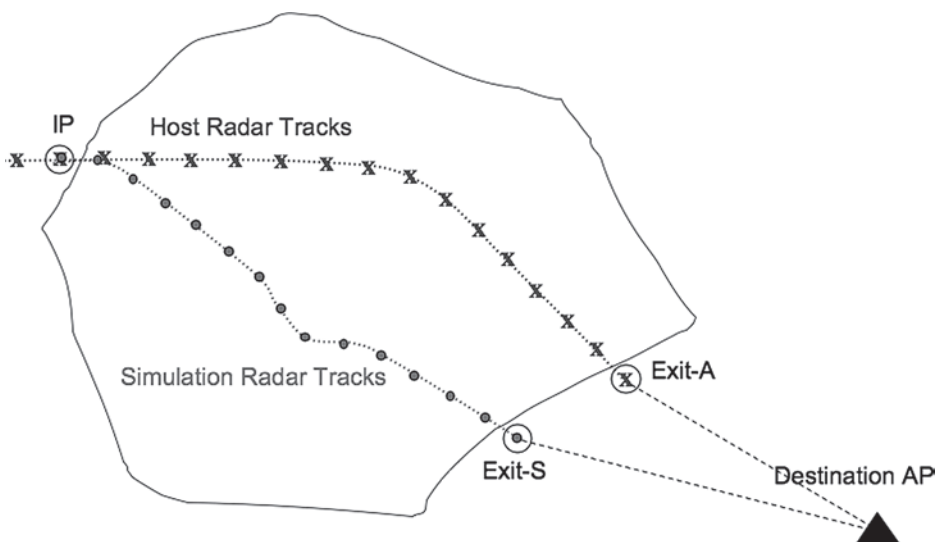 IP
Host Radar Tracks
Simulation Radar Tracks
Exit-A
Exit-S
Destination AP